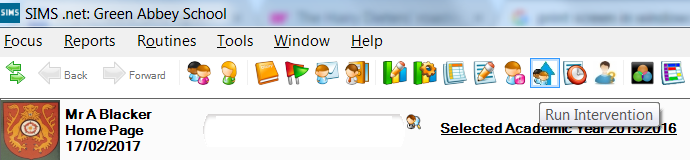 SIMS SIMS .net: Green Abbey School
Focus Reports Routines Tools Window Help
Back Forward
Run Intervention
Mr A Blacker
Home Page
17/02/2017
Selected Academic Year 2015/2016